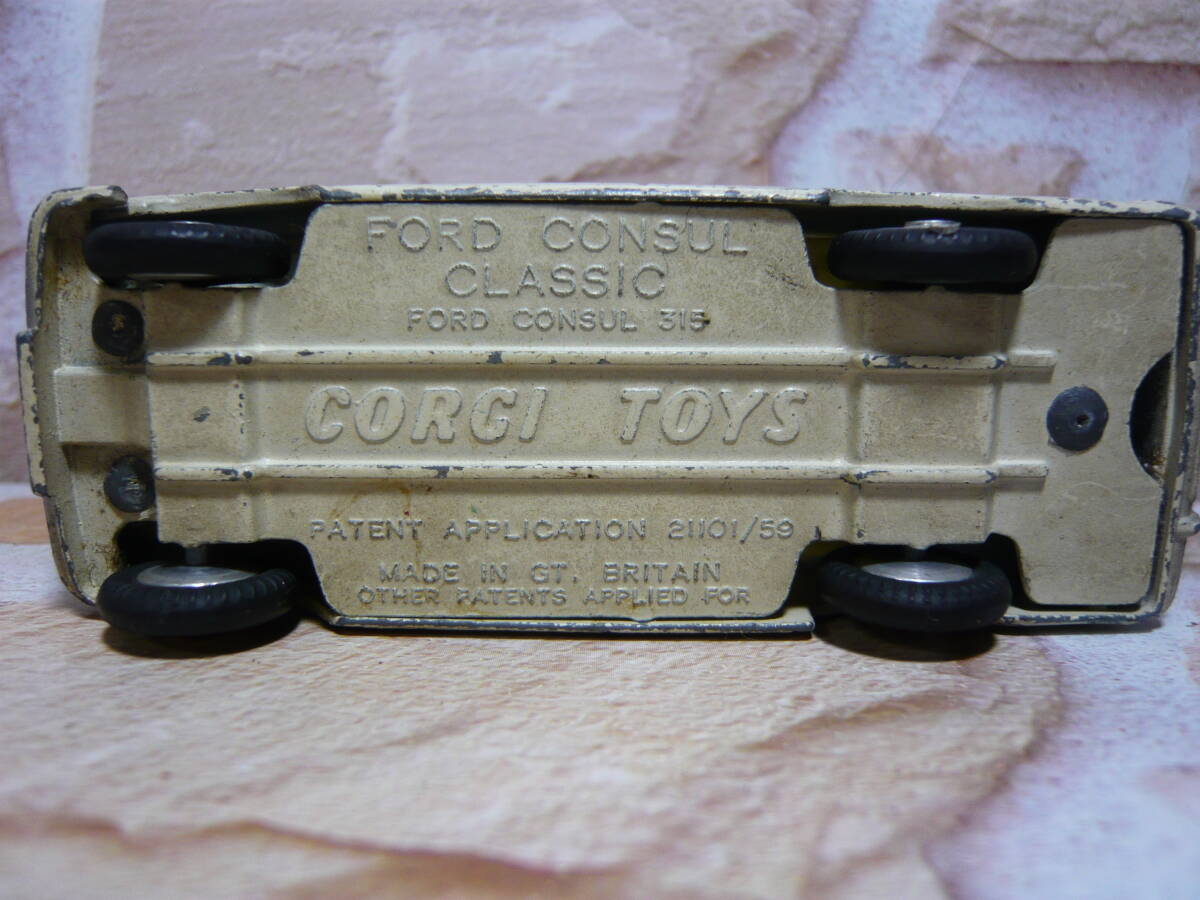 FORD CONSUL
CLASSIC
FORD CONSUL 315
CORGI TOYS
PATENT APPLICATION 21101/59
MADE IN GT. BRITAIN
OTHER PATENTS APPLIED FOR